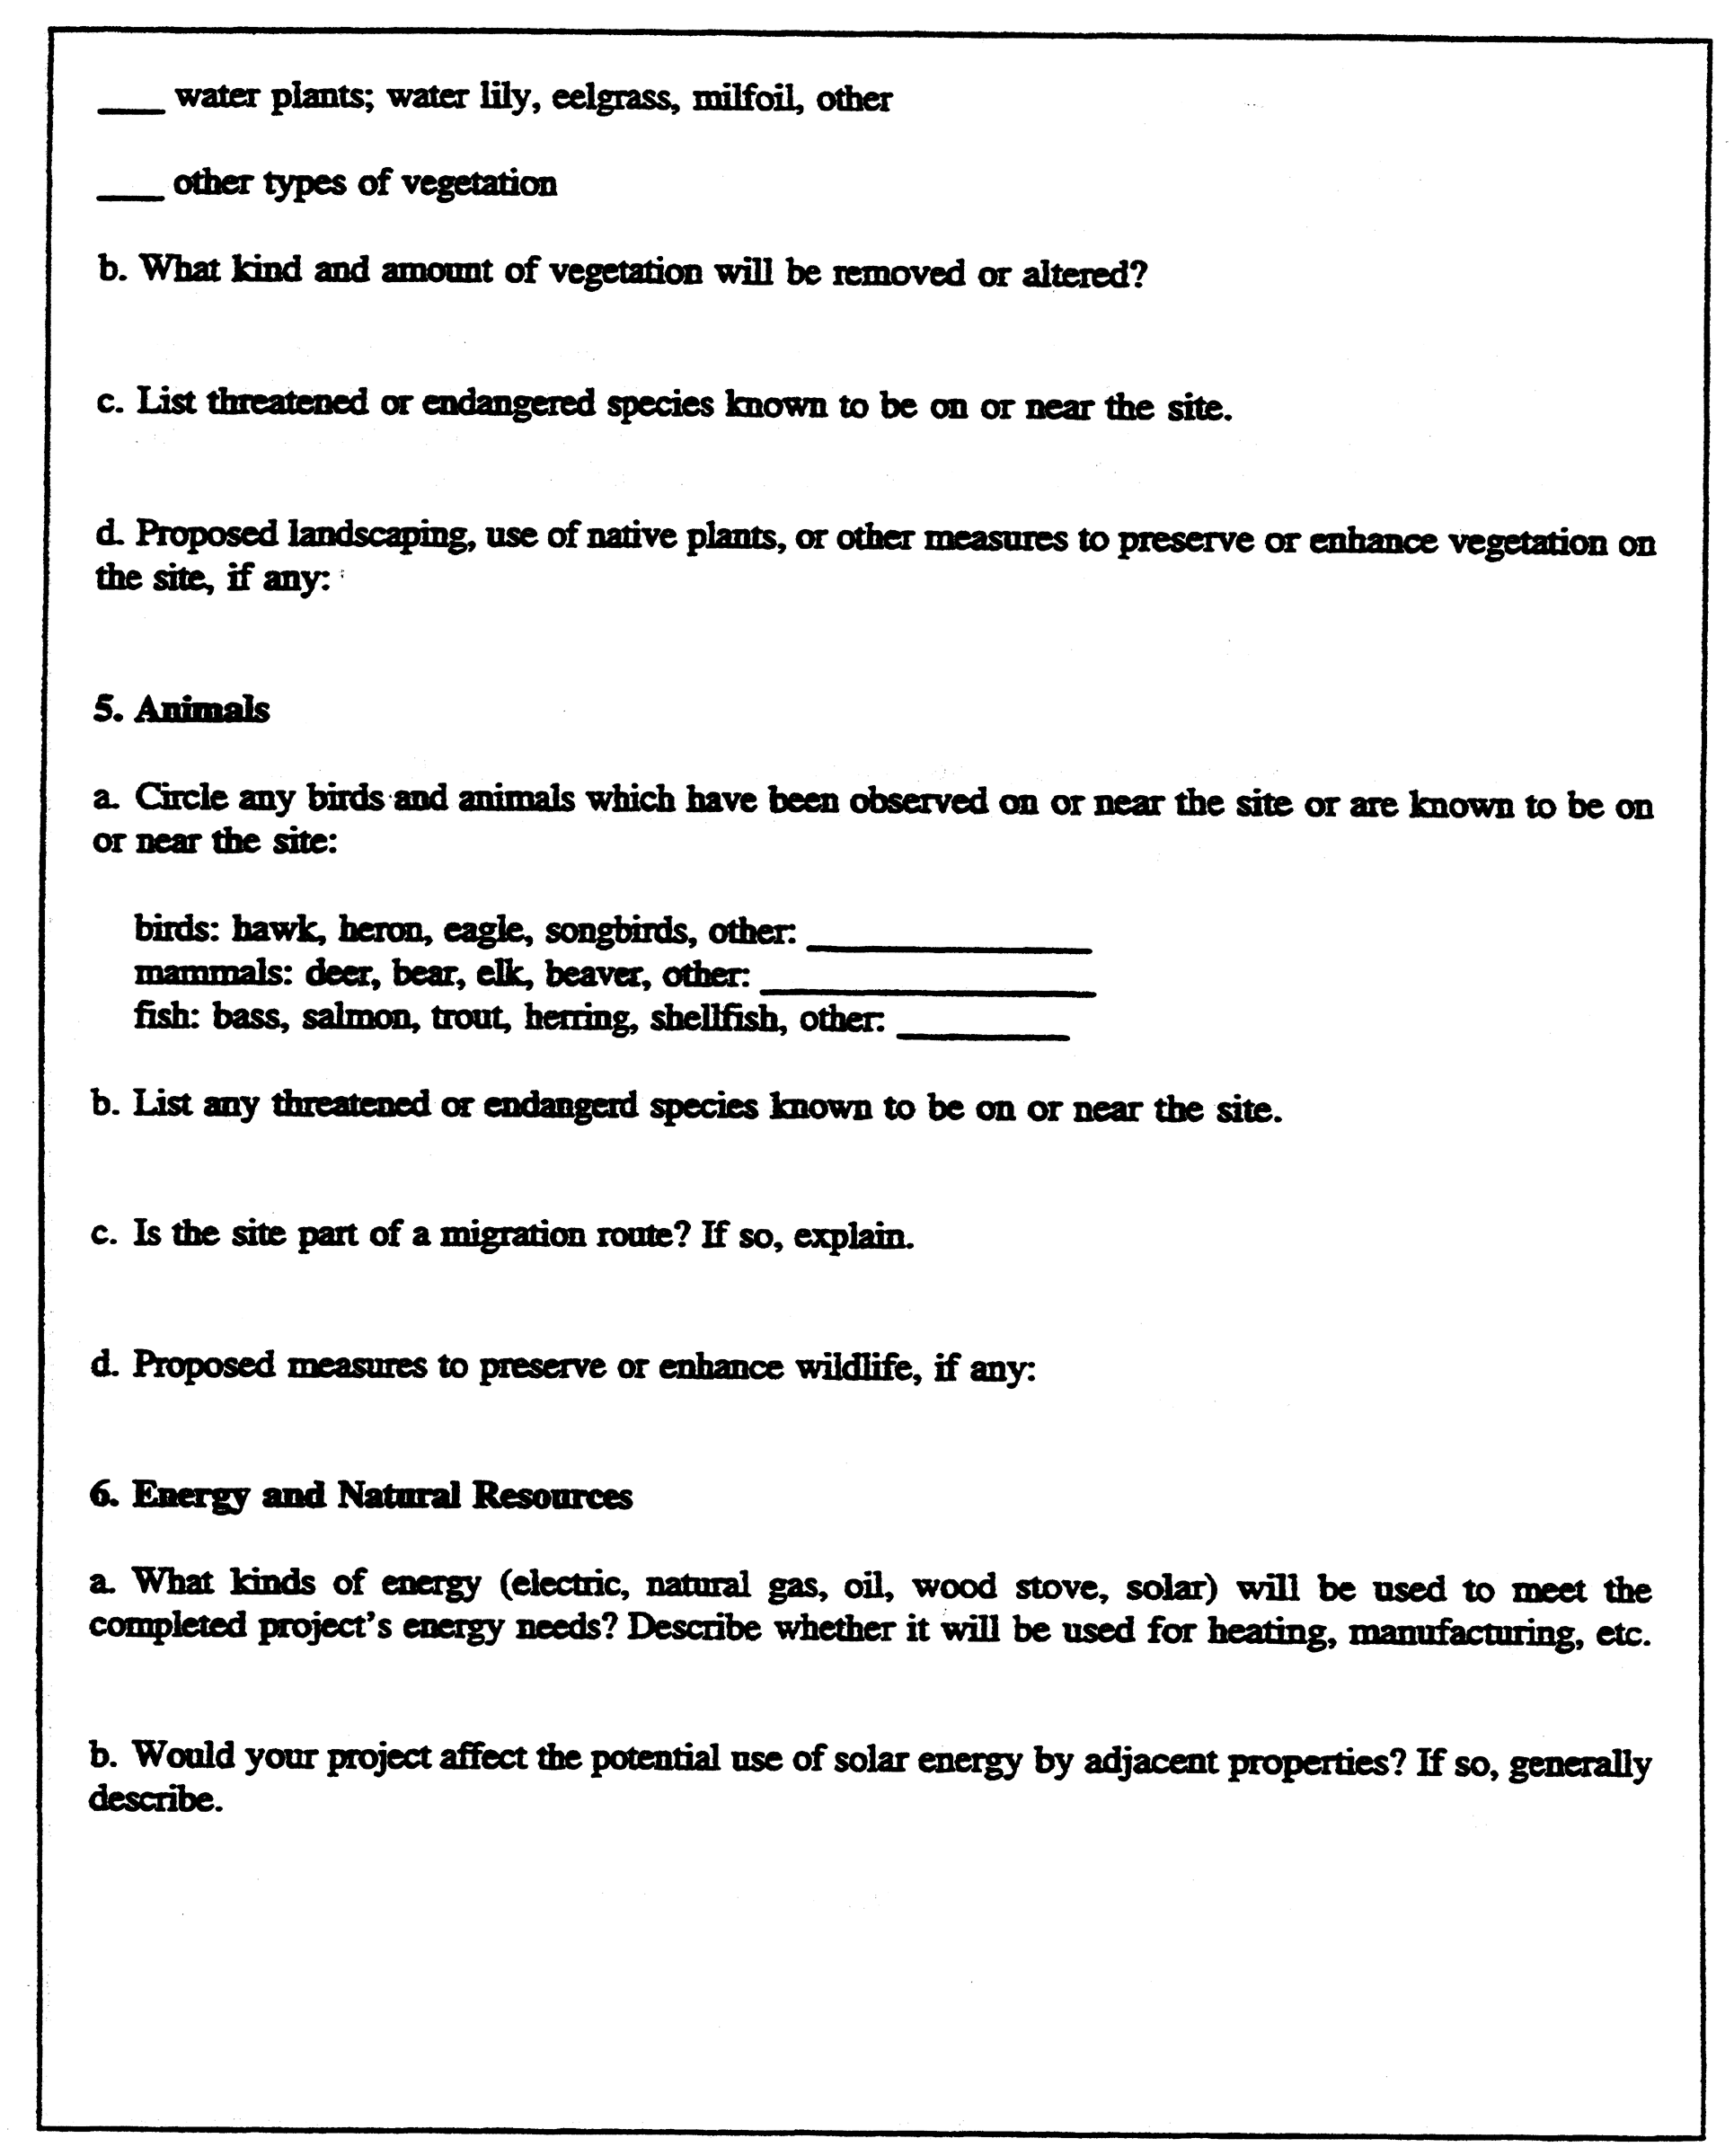 ____ water plants; water lily, eelgrass, milfoil, other
____ other types of vegetation
b. What kind and amount of vegetation will be removed or altered?
c. List threatened or endangered species known to be on or near the site.
d. Proposed landscaping, use of native plants, or other measures to preserve or enhance vegetation on
the site, if any:
5. Animals
a. Circle any birds and animals which have been observed on or near the site or are known to be on
or near the site:
birds: hawk, heron, eagle, songbirds, other: ________________
mammals: deer, bear, elk, beaver, other: ___________________
fish: bass, salmon, trout, herring, shellfish, other: __________
b. List any threatened or endangerd species known to be on or near the site.
c. Is the site part of a migration route? If so, explain.
d. Proposed measures to preserve or enhance wildlife, if any:
6. Energy and Natural Resources
a. What kinds of energy (electric, natural gas, oil, wood stove, solar) will be used to meet the
completed project's energy needs? Describe whether it will be used for heating, manufacturing, etc.
b. Would your project affect the potential use of solar energy by adjacent properties? If so, generally
describe.